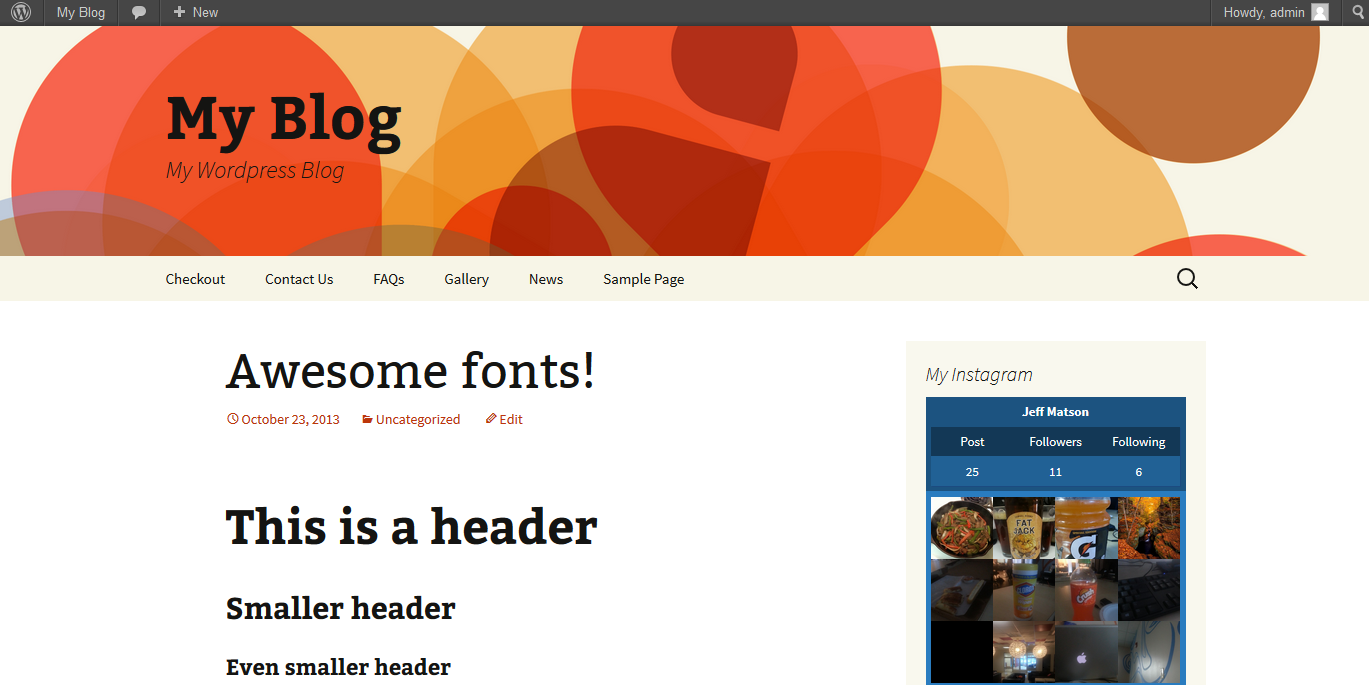 My Blog New Howdy, admin
My Blog
My Wordpress Blog
Checkout Contact Us FAQs Gallery News Sample Page
Awesome fonts!
October 23, 2013 Uncategorized Edit
This is a header
Smaller header
Even smaller header
My Instagram
Jeff Matson
Post Followers Following
25 11 6
FAT
JACK
G
Crush